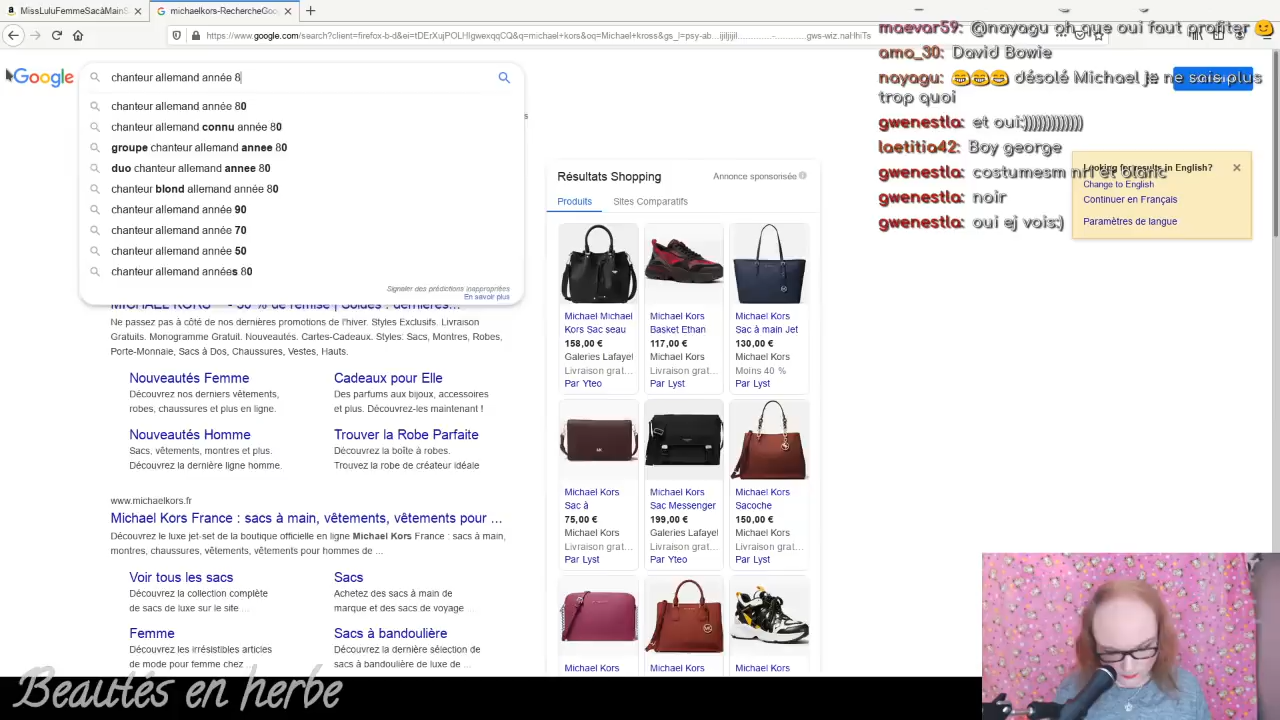 MissLuluFemmeSacàMainS
michaelkors-RechercheGoo
https://www.google.com/search?client=firefox-b-d&ei=
Google
chanteur allemand année 8
chanteur allemand année 80
chanteur allemand connu année 80
groupe chanteur allemand annee 80
duo chanteur allemand annee 80
chanteur blond allemand année 80
chanteur allemand année 90
chanteur allemand année 70
chanteur allemand année 50
chanteur allemand années 80
Signaler des prédictions inappropriées
En savoir plus
Ne passez pas à côté de nos dernières promotions de l'hiver. Styles Exclusifs. Livraison
Gratuits. Monogramme Gratuit. Nouveautés. Cartes-Cadeaux. Styles: Sacs, Montres, Robes,
Porte-Monnaie, Sacs à Dos, Chaussures, Vestes, Hauts.
Nouveautés Femme
Découvrez nos derniers vêtements,
robes, chaussures et plus en ligne.
Cadeaux pour Elle
Des parfums aux bijoux, accessoires
et plus. Découvrez-les maintenant !
Nouveautés Homme
Sacs, vêtements, montres et plus.
Découvrez la dernière ligne homme.
Trouver la Robe Parfaite
Découvrez la boîte à robes.
Trouvez la robe de créateur idéale
www.michaelkors.fr
Michael Kors France : sacs à main, vêtements, vêtements pour ...
Découvrez le luxe jet-set de la boutique officielle en ligne Michael Kors France : sacs à main,
montres, chaussures, vêtements, vêtements pour hommes de ...
Voir tous les sacs
Découvrez la collection complète
de sacs de luxe sur le site ...
Sacs
Achetez des sacs à main de
marque et des sacs de voyage ...
Femme
Découvrez les irrésistibles articles
de mode pour femme chez ...
Sacs à bandoulière
Découvrez la dernière sélection de
sacs à bandoulière de luxe de ...
Résultats Shopping
Annonce sponsorisée
Produits
Sites Comparatifs
Michael Michael
Kors Sac seau
158,00 €
Galeries Lafayet
Livraison grat…
Par Yteo
Michael Kors
Basket Ethan
117,00 €
Michael Kors
Livraison grat…
Par Lyst
Michael Kors
Sac à main Jet
130,00 €
Michael Kors
Moins 40 %
Par Lyst
Michael Kors
Sac à
75,00 €
Michael Kors
Livraison grat…
Par Lyst
Michael Kors
Sac Messenger
199,00 €
Galeries Lafayet
Livraison grat…
Par Yteo
Michael Kors
Sacoche
150,00 €
Michael Kors
Livraison grat…
Par Lyst
Michael Kors
Michael Kors
Michael Kors
maevar59: @nayagu oh que oui faut profiter
amo_30: David Bowie
nayagu: désolé Michael je ne sais plus
trop quoi
gwenestla: et oui:))))))))))))
laetitia42: Boy george
gwenestla: costumesm nrI et blanc
gwenestla: noir
gwenestla: oui ej vois:)
Looking for results in English?
Change to English
Continuer en Français
Paramètres de langue
Beautés en herbe